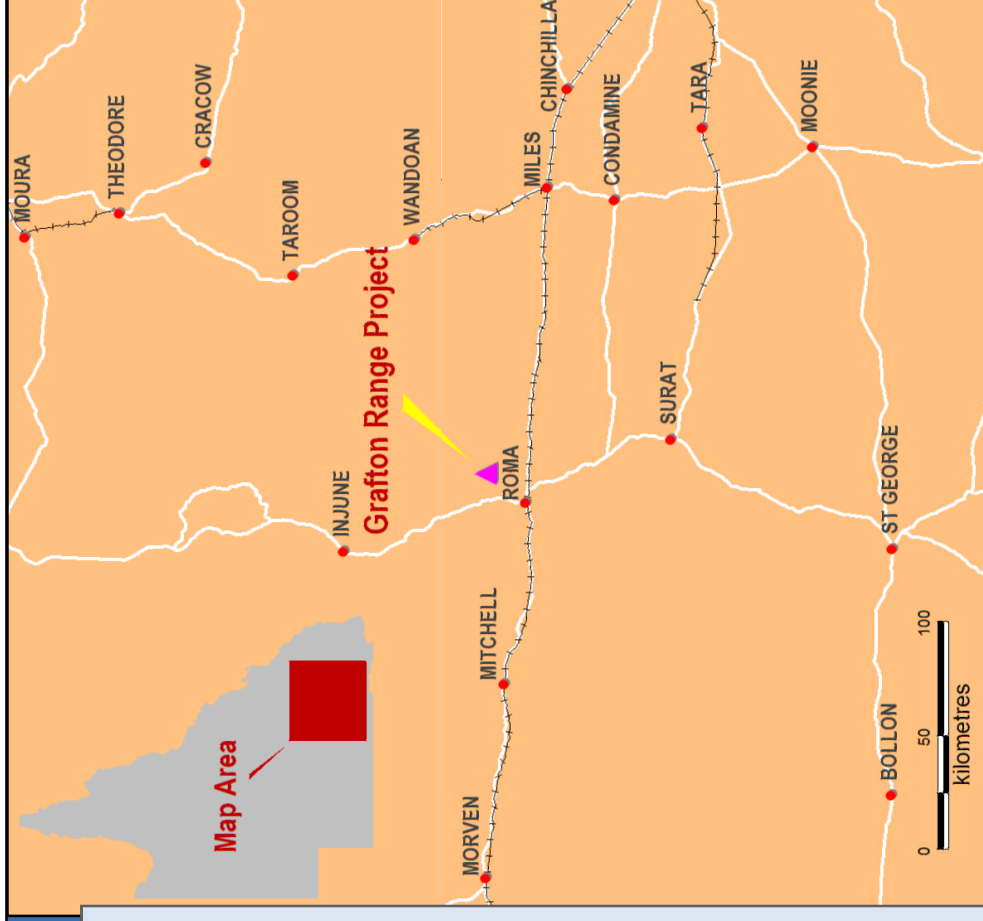 MOURA
THEODORE
CRACOW
TAROOM
WANDOAN
Map Area
INJUNE
Grafton Range Project
MORVEN
MITCHELL
ROMA
MILES
CHINCHILLA
CONDAMINE
SURAT
TARA
MOONIE
BOLLON
ST GEORGE
0 50 100
kilometres